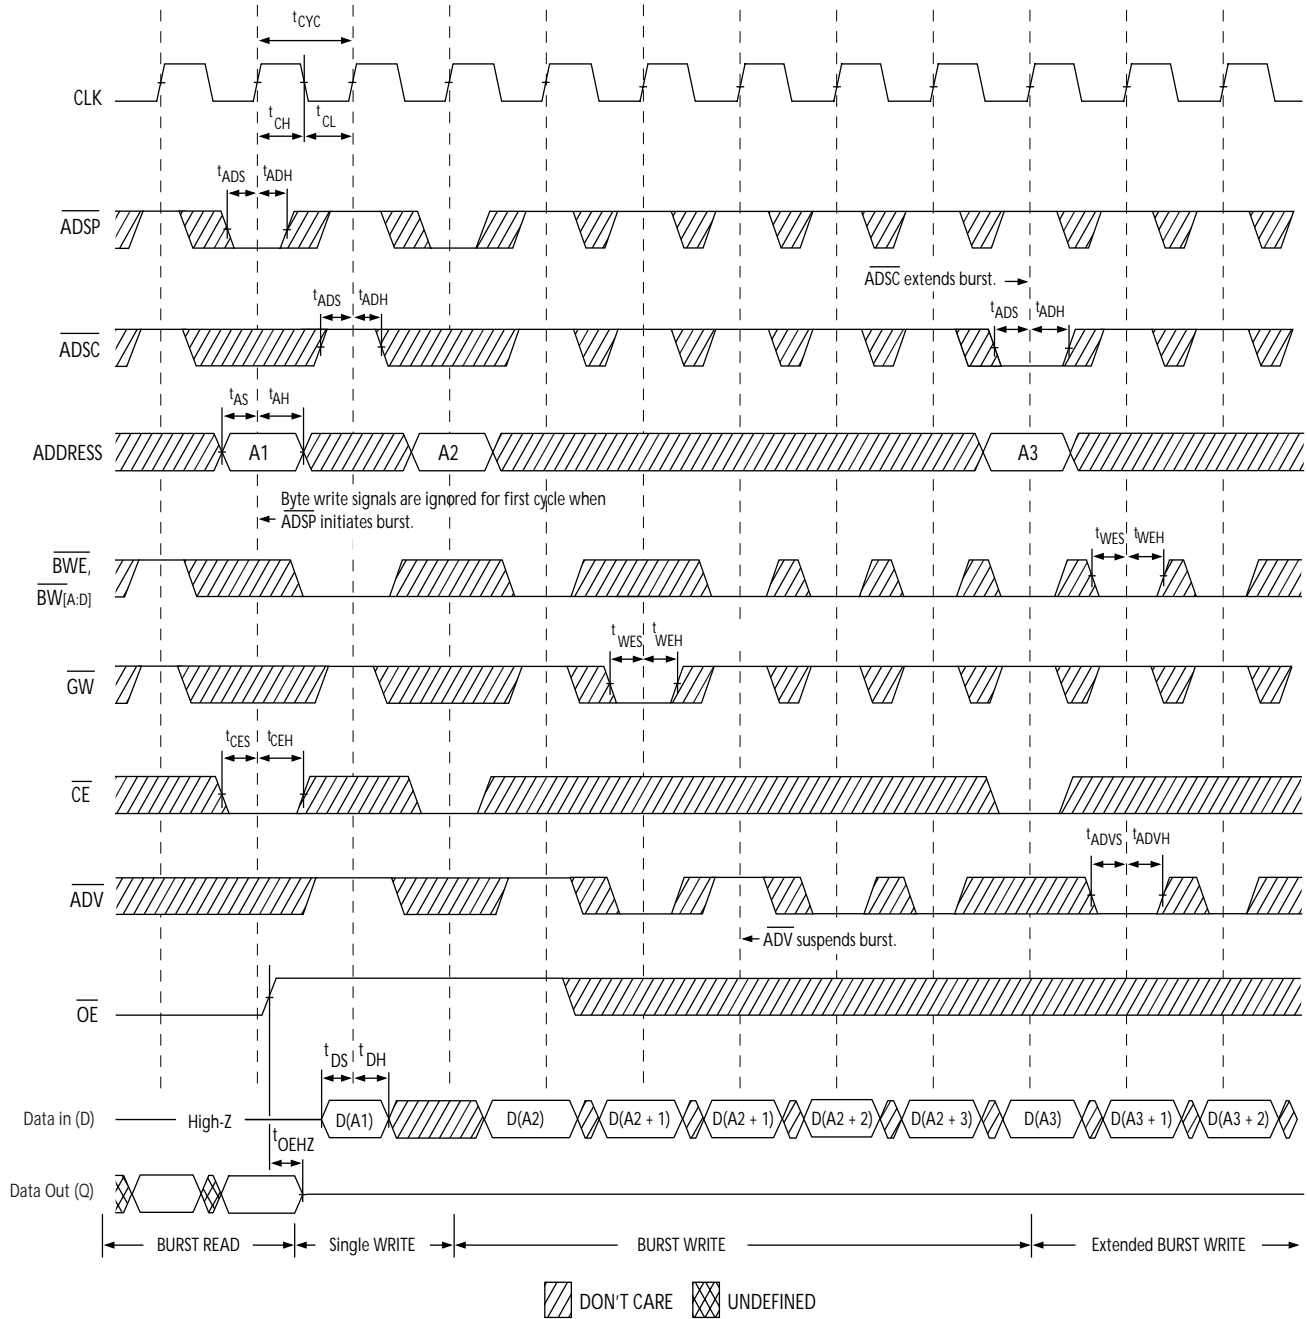 tCYC
CLK
tCH
tCL
tADS
tADH
ADSP
ADSC extends burst.
tADS
tADH
tADS
tADH
ADSC
tAS
tAH
ADDRESS
A1
A2
A3
Byte write signals are ignored for first cycle when
ADSP initiates burst.
tWES
tWEH
BWE,
BW[A:D]
tWES
tWEH
GW
tCES
tCEH
CE
tADVS
tADVH
ADV
ADV suspends burst.
OE
tDS
tDH
Data in (D)
High-Z
D(A1)
D(A2)
D(A2 + 1)
D(A2 + 1)
D(A2 + 2)
D(A2 + 3)
D(A3)
D(A3 + 1)
D(A3 + 2)
tOEHZ
Data Out (Q)
BURST READ
Single WRITE
BURST WRITE
Extended BURST WRITE
DON'T CARE
UNDEFINED